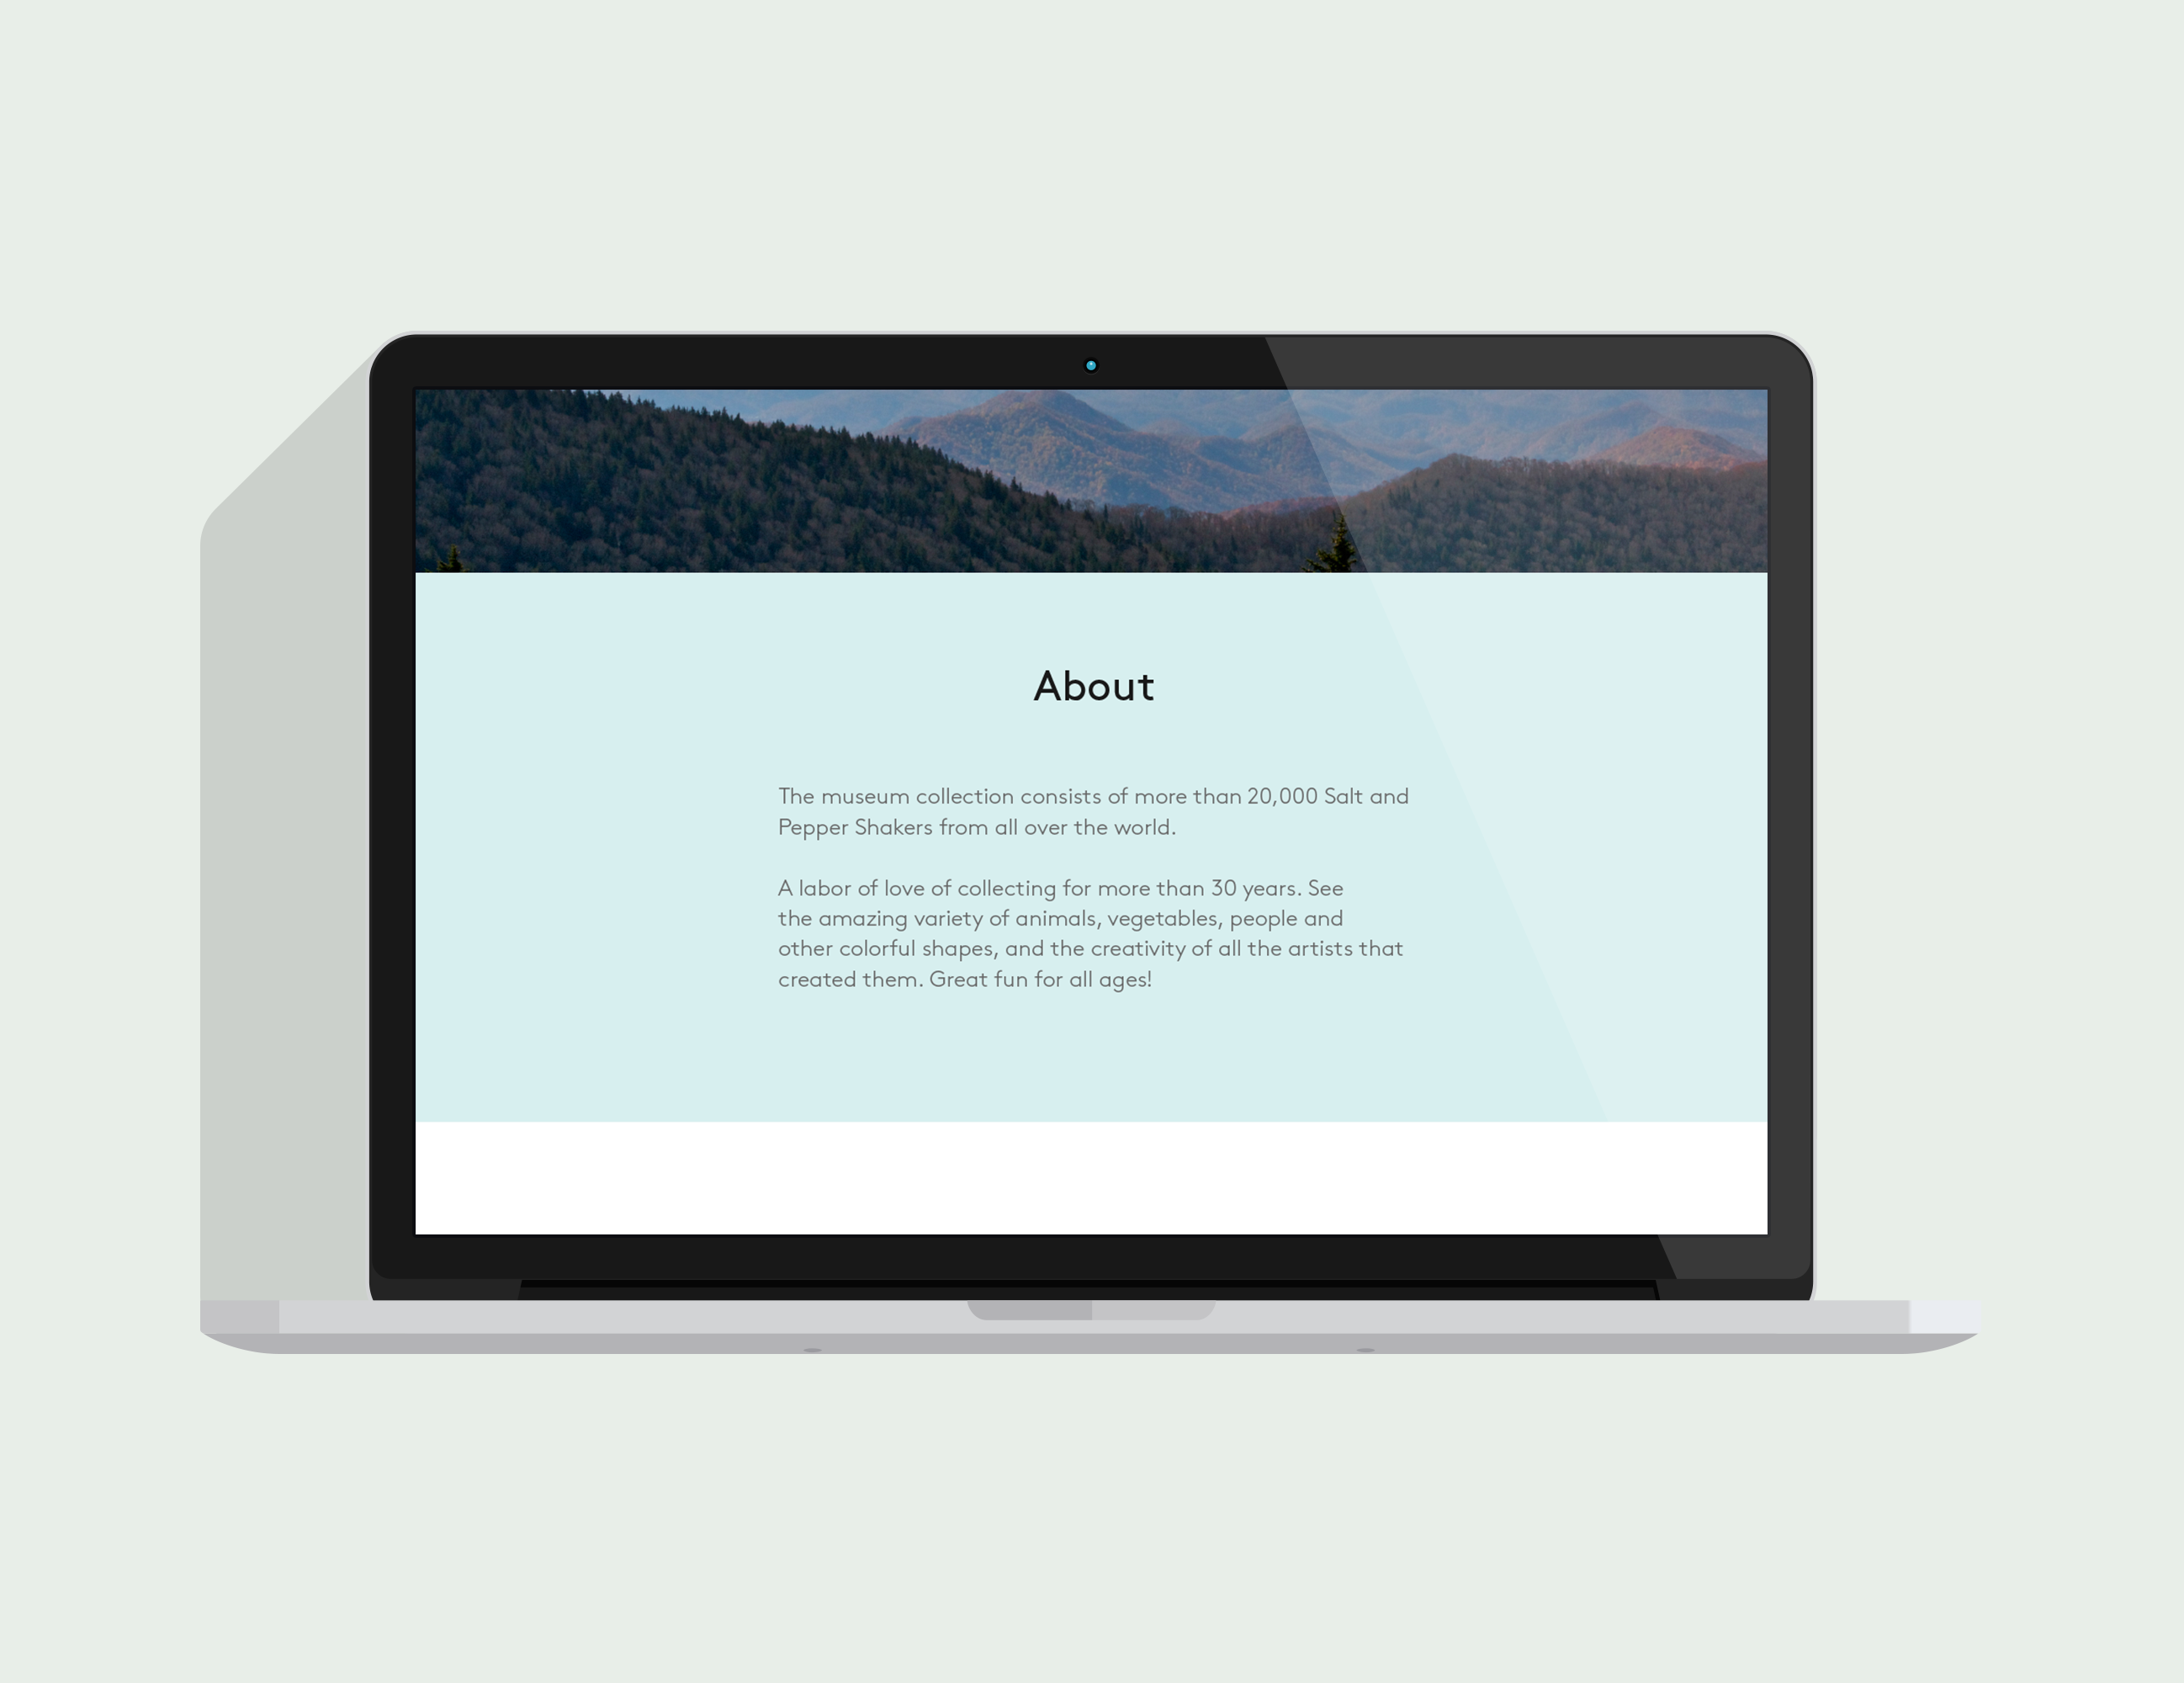 About
The museum collection consists of more than 20,000 Salt and
Pepper Shakers from all over the world.
A labor of love of collecting for more than 30 years. See
the amazing variety of animals, vegetables, people and
other colorful shapes, and the creativity of all the artists that
created them. Great fun for all ages!